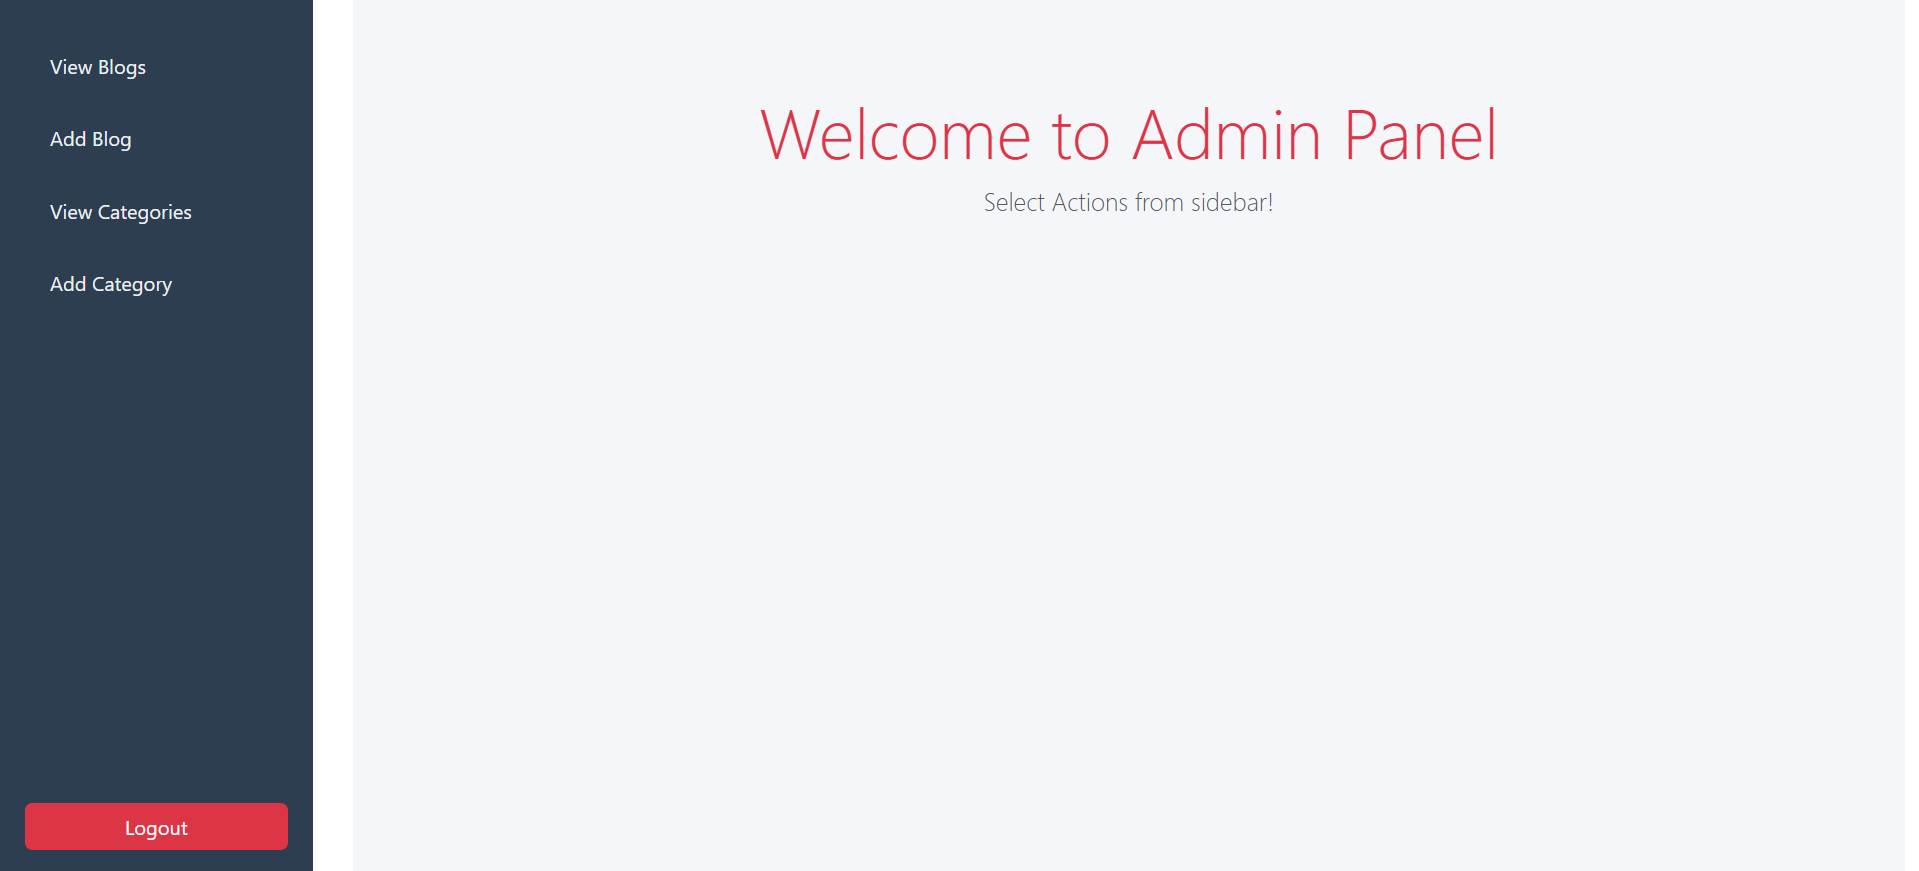 View Blogs
Add Blog
View Categories
Add Category
Logout
Welcome to Admin Panel
Select Actions from sidebar!